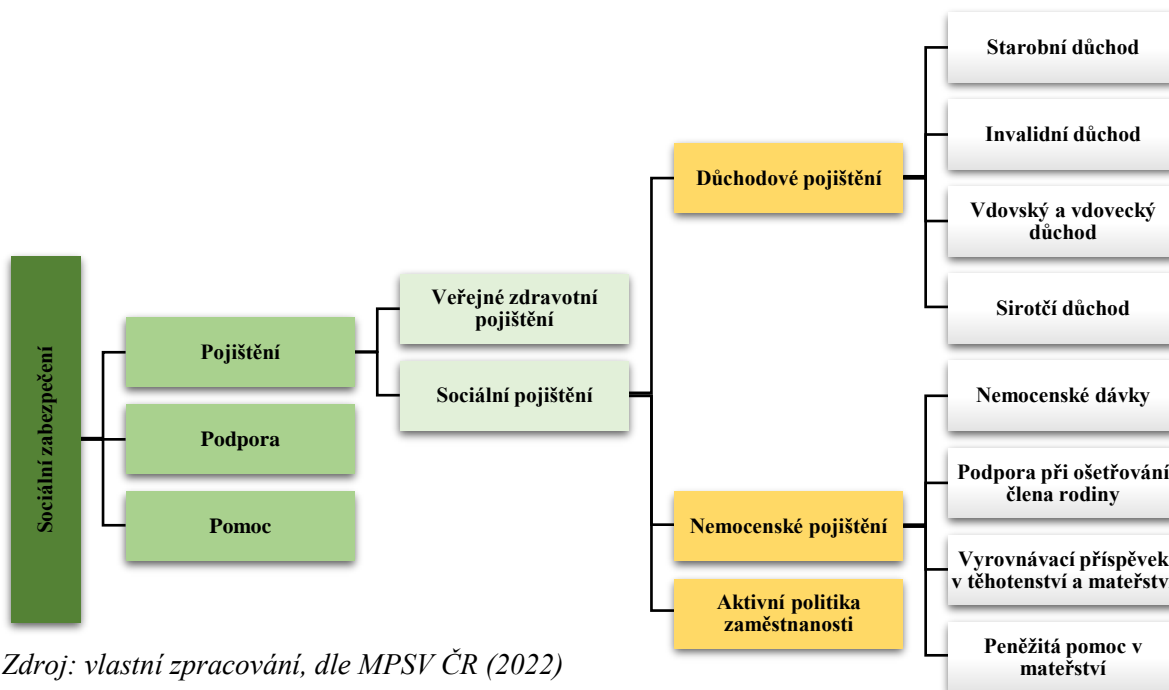 Sociální zabezpečení
Pojištění
Podpora
Pomoc
Veřejné zdravotní
pojištění
Sociální pojištění
Důchodové pojištění
Nemocenské pojištění
Aktivní politika
zaměstnanosti
Starobní důchod
Invalidní důchod
Vdovský a vdovecký
důchod
Sirotčí důchod
Nemocenské dávky
Podpora při ošetřování
člena rodiny
Vyrovnávací příspěvek
v těhotenství a mateřství
Peněžitá pomoc v
mateřství
Zdroj: vlastní zpracování, dle MPSV ČR (2022)